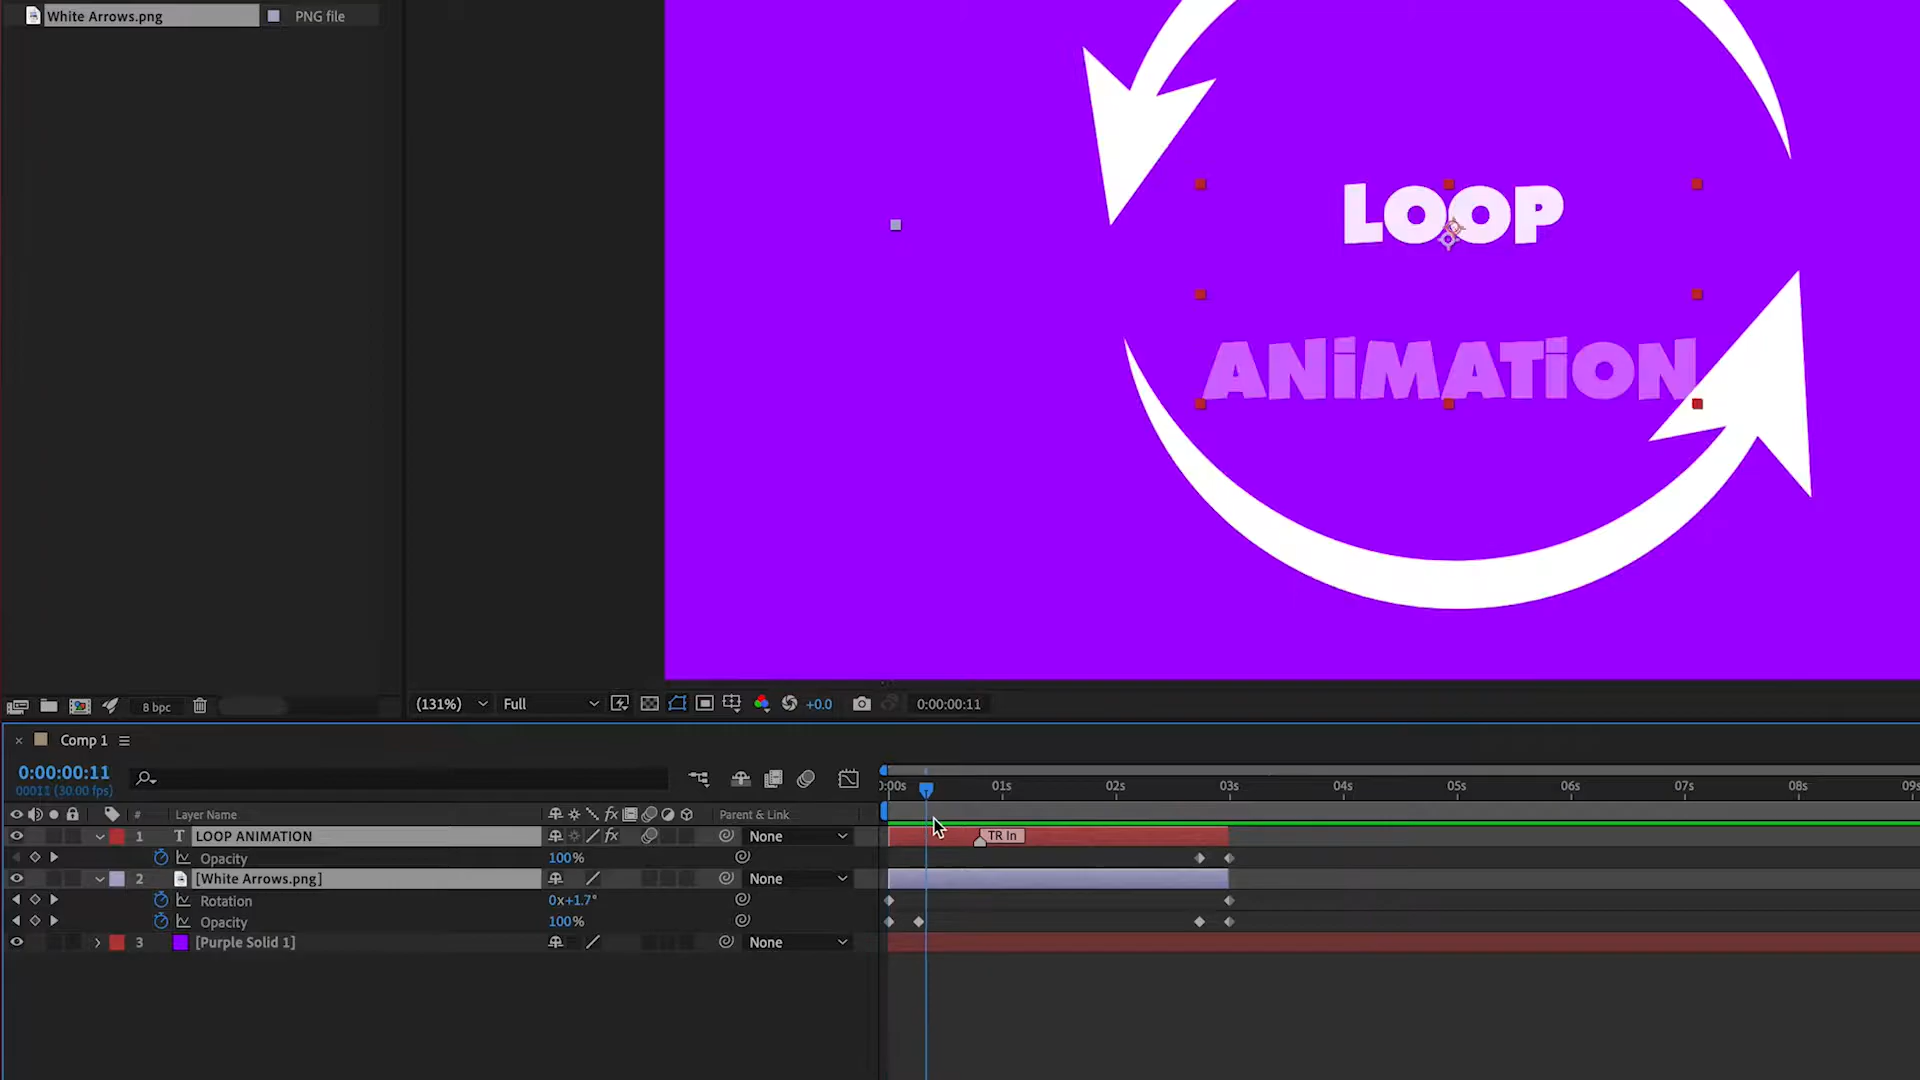 White Arrows.png PNG file
LOOP
ANiMATiON
8 bpc
(131%) Full +0.0 0:00:00:11
Comp 1
0:00:00:11
00011 (30.00 fps)
0:00s 01s 02s 03s 04s 05s 06s 07s 08s 09s
# Layer Name fx Parent & Link
1 T LOOP ANIMATION fx None TR In
Opacity 100%
2 [White Arrows.png] None
Rotation 0x+1.7°
Opacity 100%
3 [Purple Solid 1] None